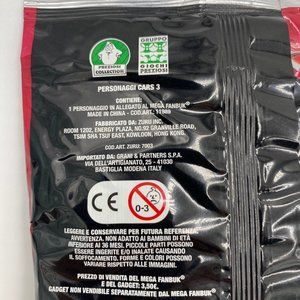 PREZIOSI
COLLECTION
GRUPPO
GIOCHI
PREZIOSI
PERSONAGGI CARS 3
CONTIENE:
1 PERSONAGGIO IN ALLEGATO AL MEGA FANBUK®
MADE IN CHINA - COD.ART: 11989
FABBRICATO DA: ZURU INC.
ROOM 1202, ENERGY PLAZA, NO.92 GRANVILLE ROAD,
TSIM SHA TSUI EAST, KOWLOON, HONG KONG.
COD.ART. ZURU: 7003
IMPORTATO DA: GRANI & PARTNERS S.P.A.
VIA DELL'ARTIGIANATO, 25 - 41030
BASTIGLIA MODENA ITALY
CE
0-3
LEGGERE E CONSERVARE PER FUTURA REFERENZA.
AVVERTENZA. NON ADATTO AI BAMBINI DI ETÀ
INFERIORE AI 36 MESI. PICCOLE PARTI POSSONO
ESSERE INGERITE E/O INALATE CAUSANDO
IL SOFFOCAMENTO. FORME E COLORI POSSONO
VARIARE RISPETTO ALLE IMMAGINI.
PREZZO DI VENDITA DEL MEGA FANBUK®
E GADGET: 3,50€.
GADGET NON VENDIBILE SEPARATAMENTE DAL MEGA FANBUK®